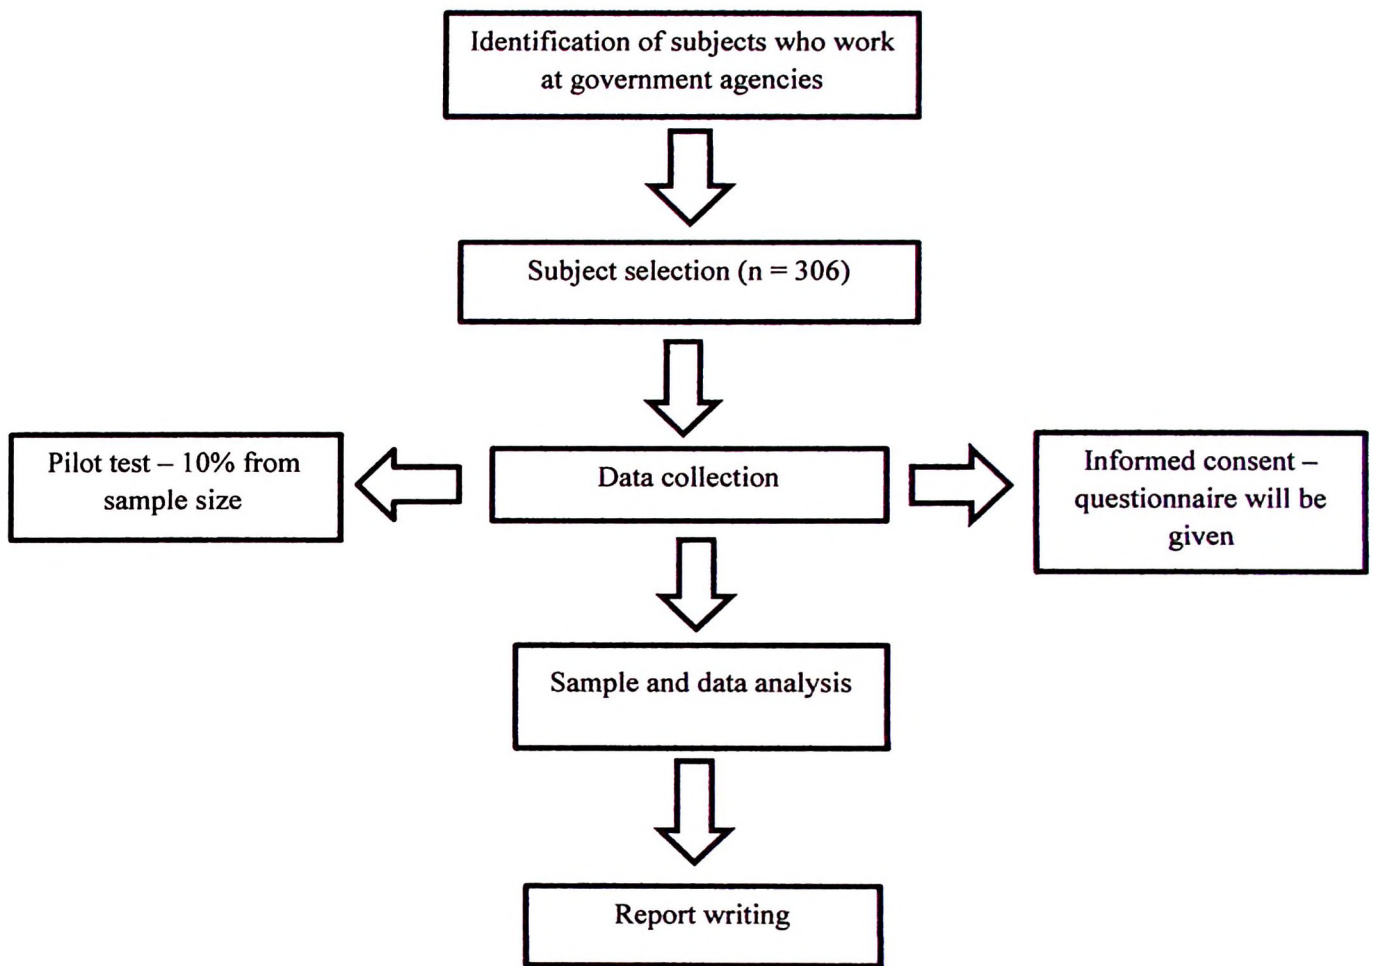 Identification of subjects who work
at government agencies
Subject selection (n = 306)
Pilot test – 10% from
sample size
Data collection
Informed consent –
questionnaire will be
given
Sample and data analysis
Report writing